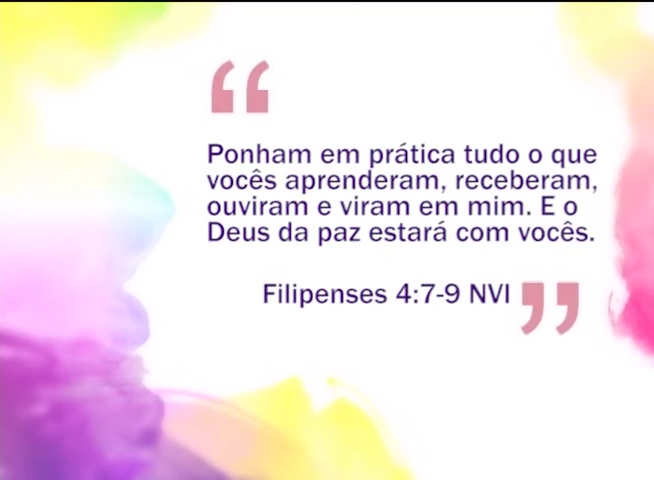 “
Ponham em prática tudo o que
vocês aprenderam, receberam,
ouviram e viram em mim. E o
Deus da paz estará com vocês.
Filipenses 4:7-9 NVI ”